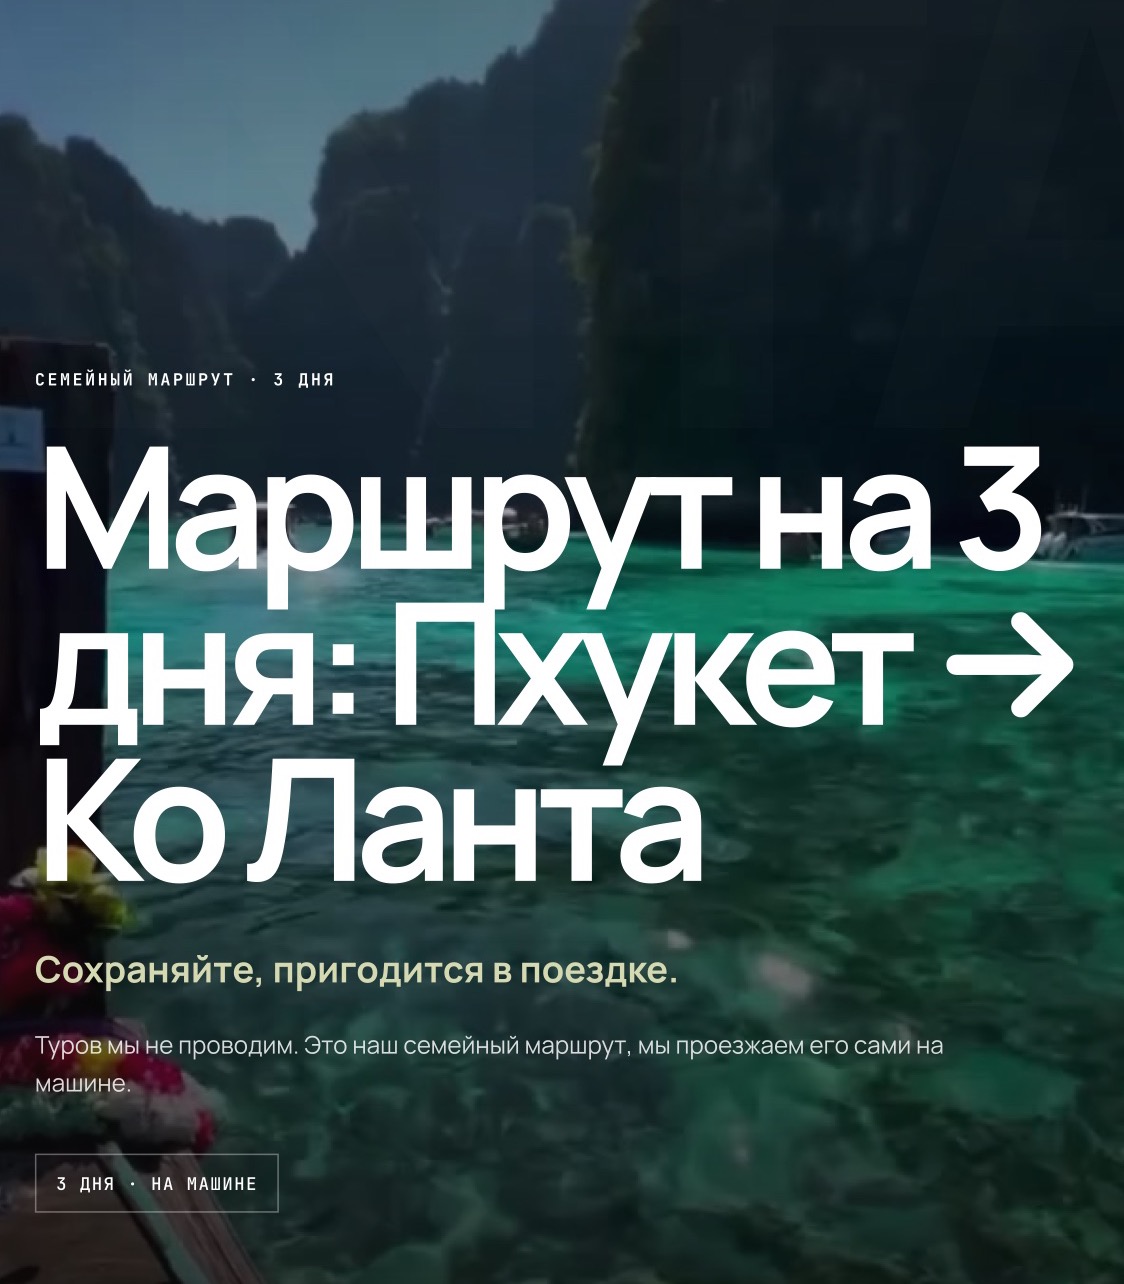 СЕМЕЙНЫЙ МАРШРУТ · 3 ДНЯ
Маршрут на 3
дня: Пхукет →
Ко Ланта
Сохраняйте, пригодится в поездке.
Туров мы не проводим. Это наш семейный маршрут, мы проезжаем его сами на
машине.
3 ДНЯ · НА МАШИНЕ